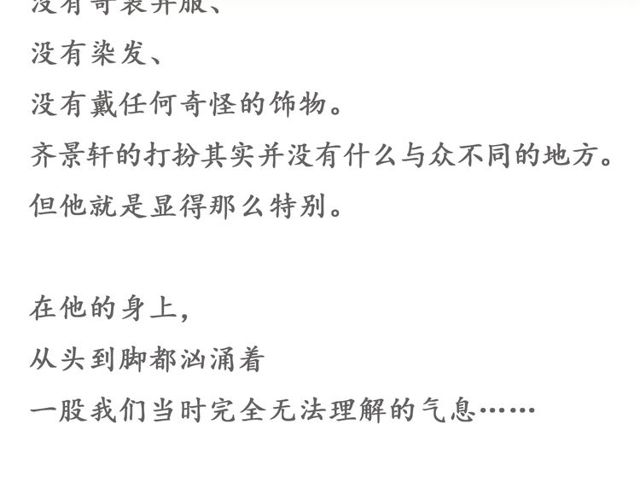 没有奇装异服、
没有染发、
没有戴任何奇怪的饰物。
齐景轩的打扮其实并没有什么与众不同的地方。
但他就是显得那么特别。
在他的身上，
从头到脚都汹涌着
一股我们当时完全无法理解的气息……